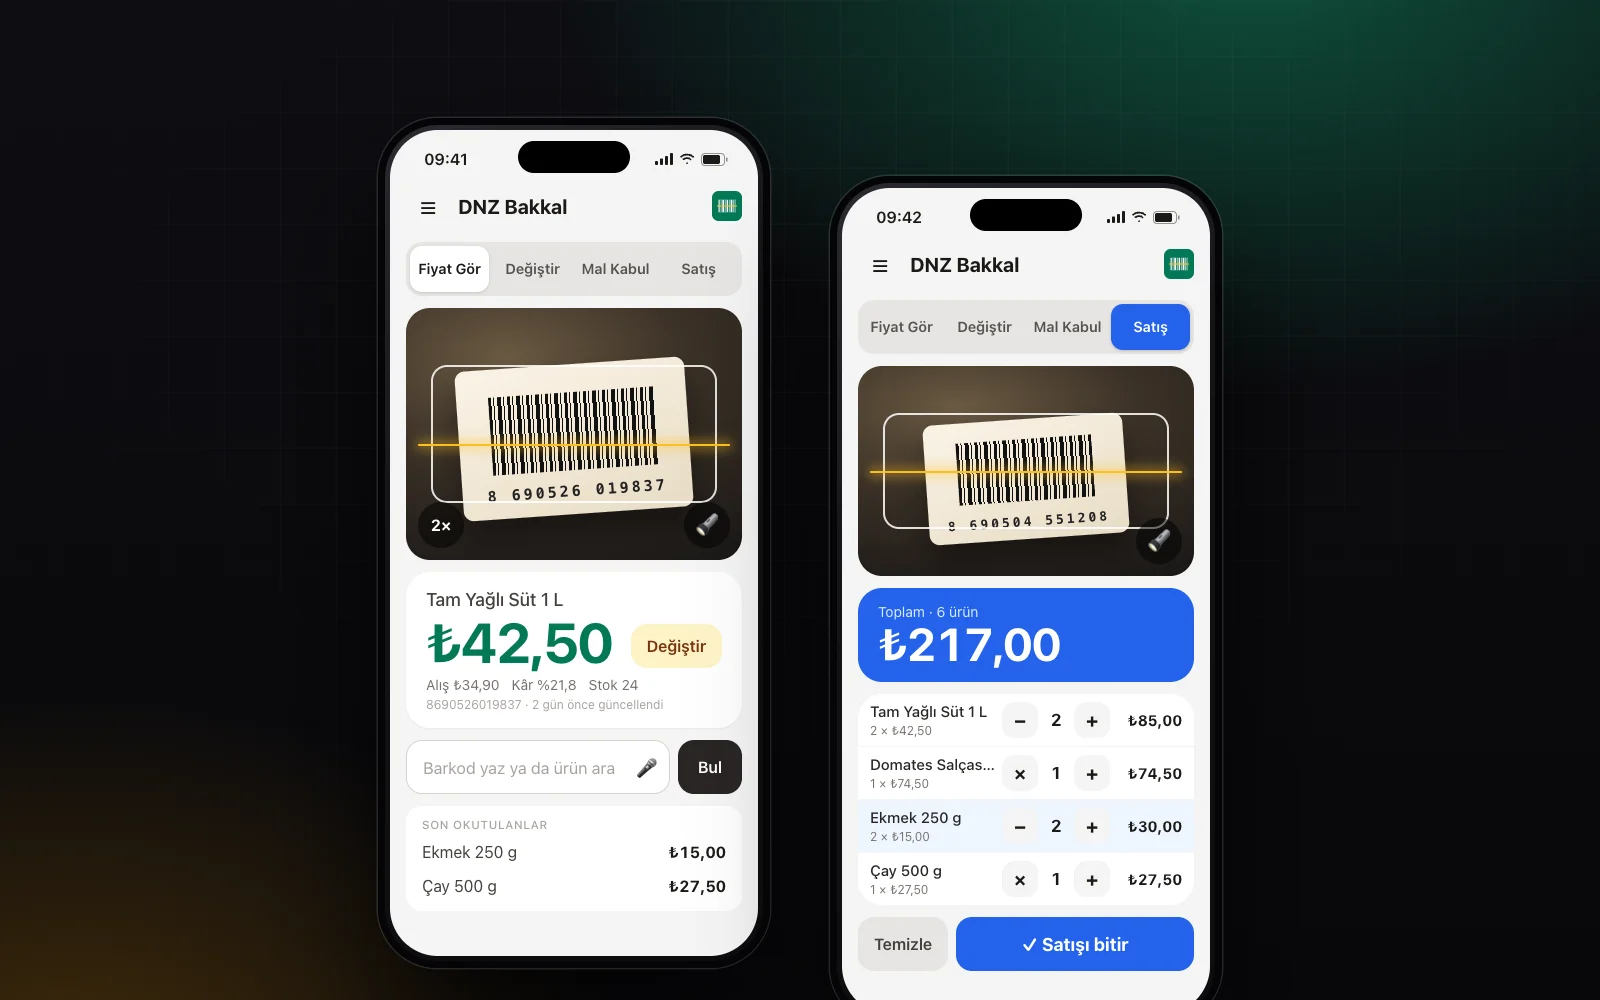 09:41
DNZ Bakkal
Fiyat Gör Değiştir Mal Kabul Satış
8 690526 019837
2×
Tam Yağlı Süt 1 L
₺42,50 Değiştir
Alış ₺34,90 Kâr %21,8 Stok 24
8690526019837 · 2 gün önce güncellendi
Barkod yaz ya da ürün ara Bul
SON OKUTULANLAR
Ekmek 250 g ₺15,00
Çay 500 g ₺27,50
09:42
DNZ Bakkal
Fiyat Gör Değiştir Mal Kabul Satış
8 690504 551208
Toplam · 6 ürün
₺217,00
Tam Yağlı Süt 1 L − 2 + ₺85,00
2 × ₺42,50
Domates Salças... × 1 + ₺74,50
1 × ₺74,50
Ekmek 250 g − 2 + ₺30,00
2 × ₺15,00
Çay 500 g × 1 + ₺27,50
1 × ₺27,50
Temizle ✓ Satışı bitir